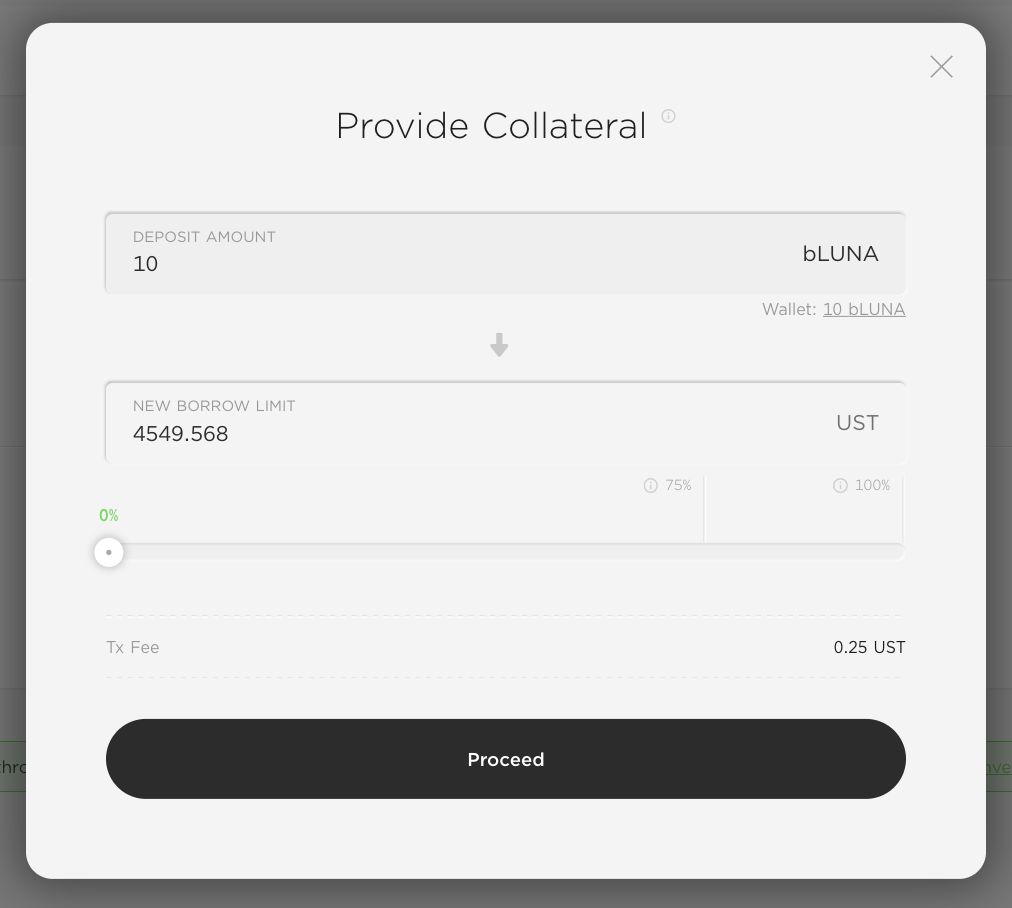 Provide Collateral
DEPOSIT AMOUNT
10
bLUNA
Wallet: 10 bLUNA
NEW BORROW LIMIT
4549.568
UST
75%
100%
0%
Tx Fee
0.25 UST
Proceed